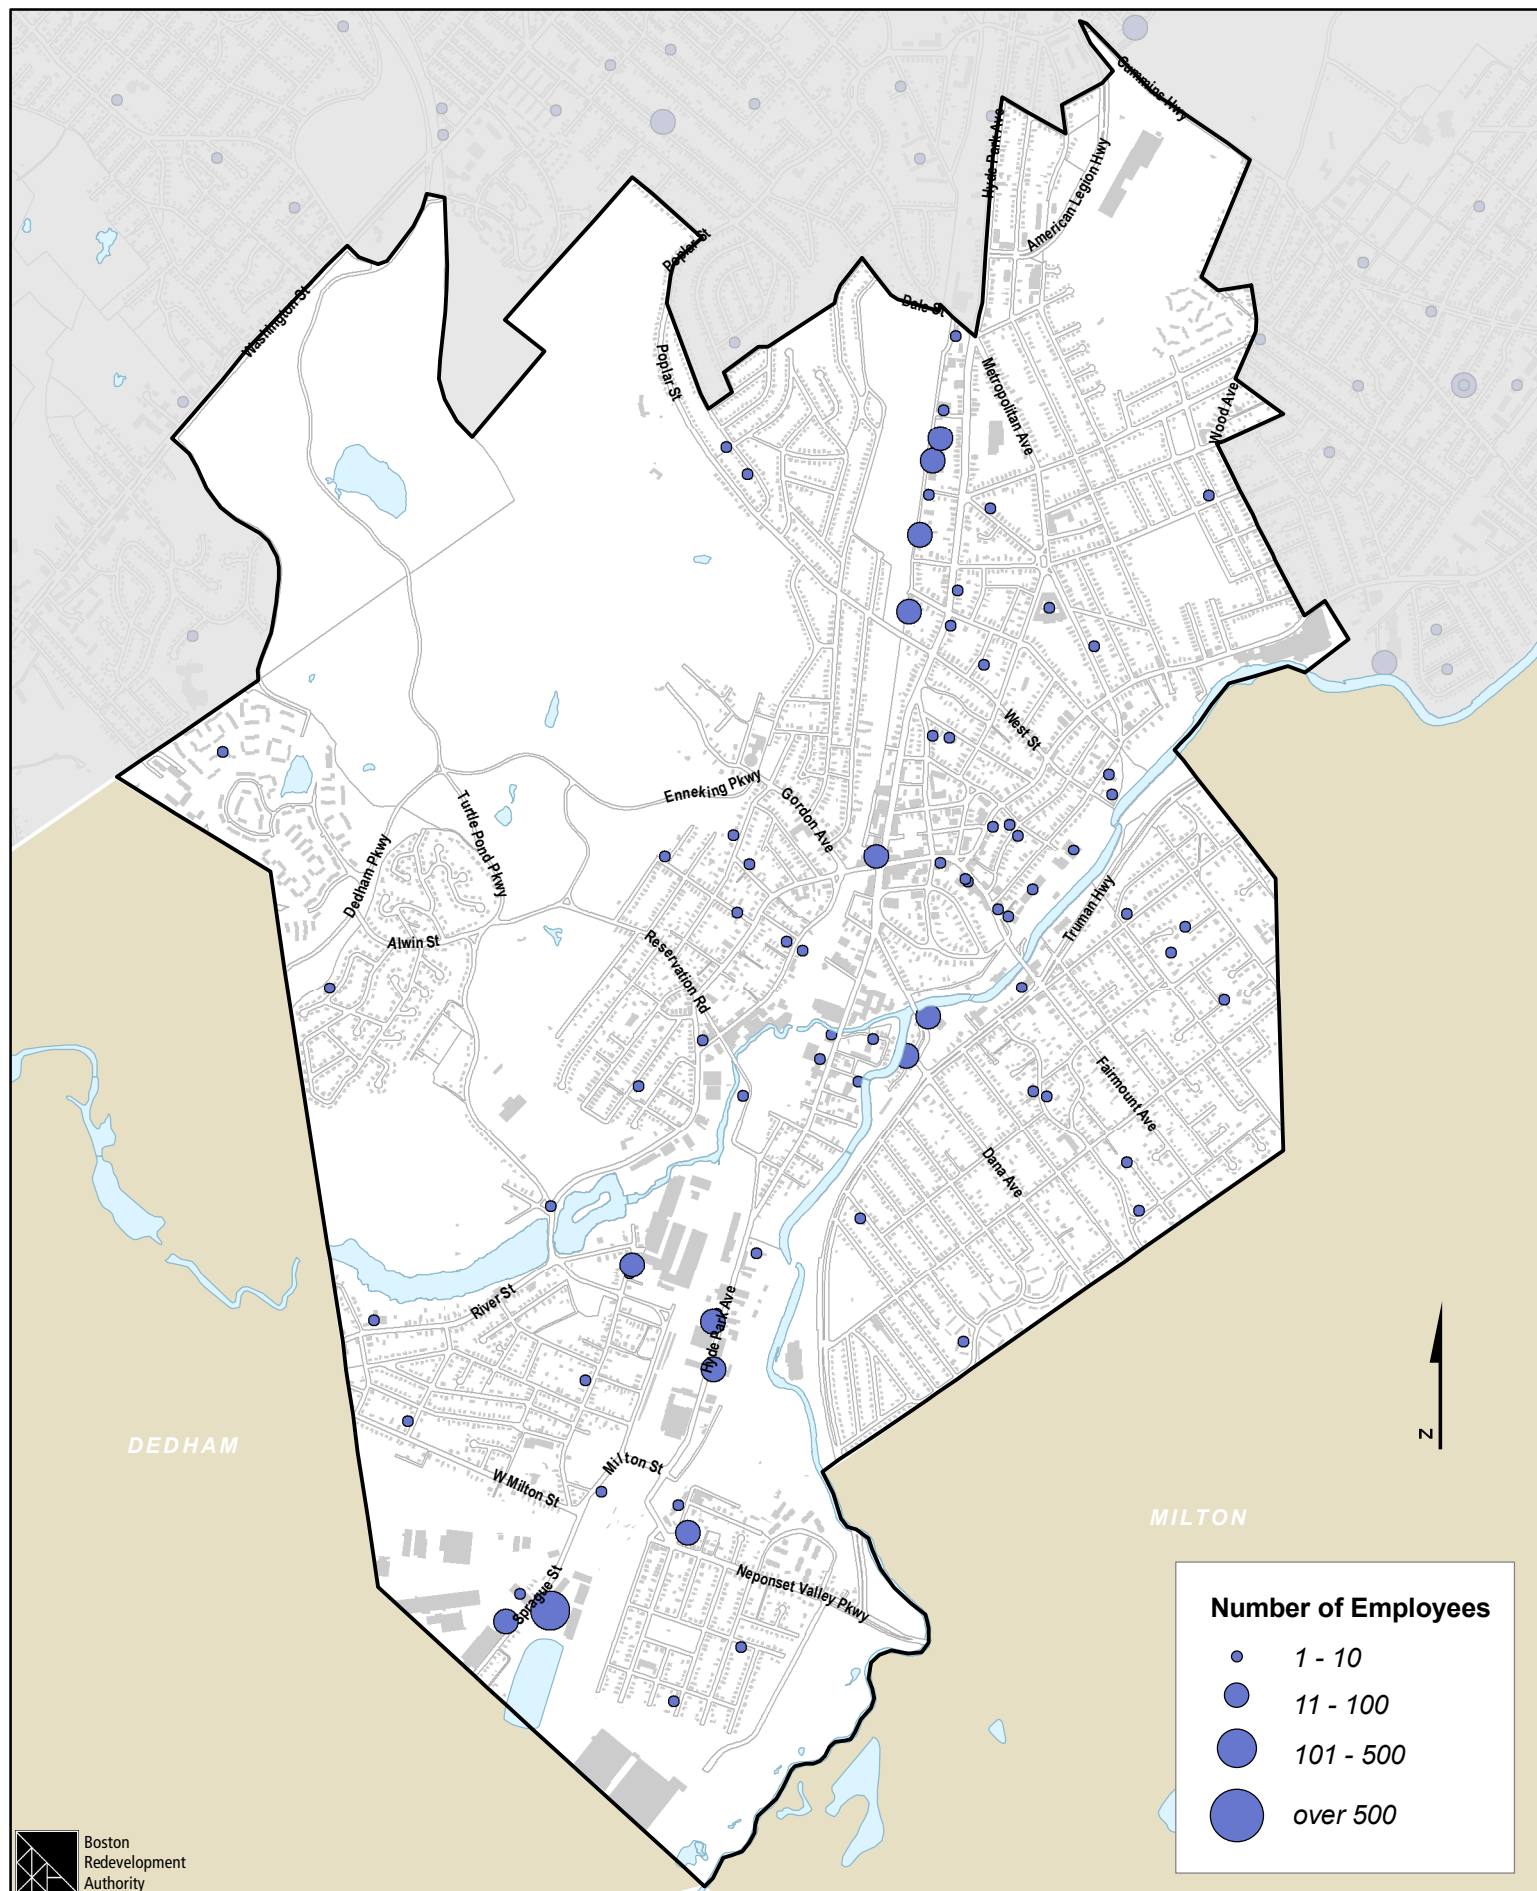 Cummins Hwy
Hyde Park Ave
American Legion Hwy
Poplar St
Washington St
Dale St
Poplar St
Metropolitan Ave
Wood Ave
West St
Enneking Pkwy
Gordon Ave
Turtle Pond Pkwy
Dedham Pkwy
Truman Hwy
Alwin St
Reservation Rd
Fairmount Ave
Dana Ave
River St
Hyde Park Ave
DEDHAM
Milton St
W Milton St
MILTON
N
Sprague St
Neponset Valley Pkwy
Number of Employees
1 - 10
11 - 100
101 - 500
over 500
Boston
Redevelopment
Authority